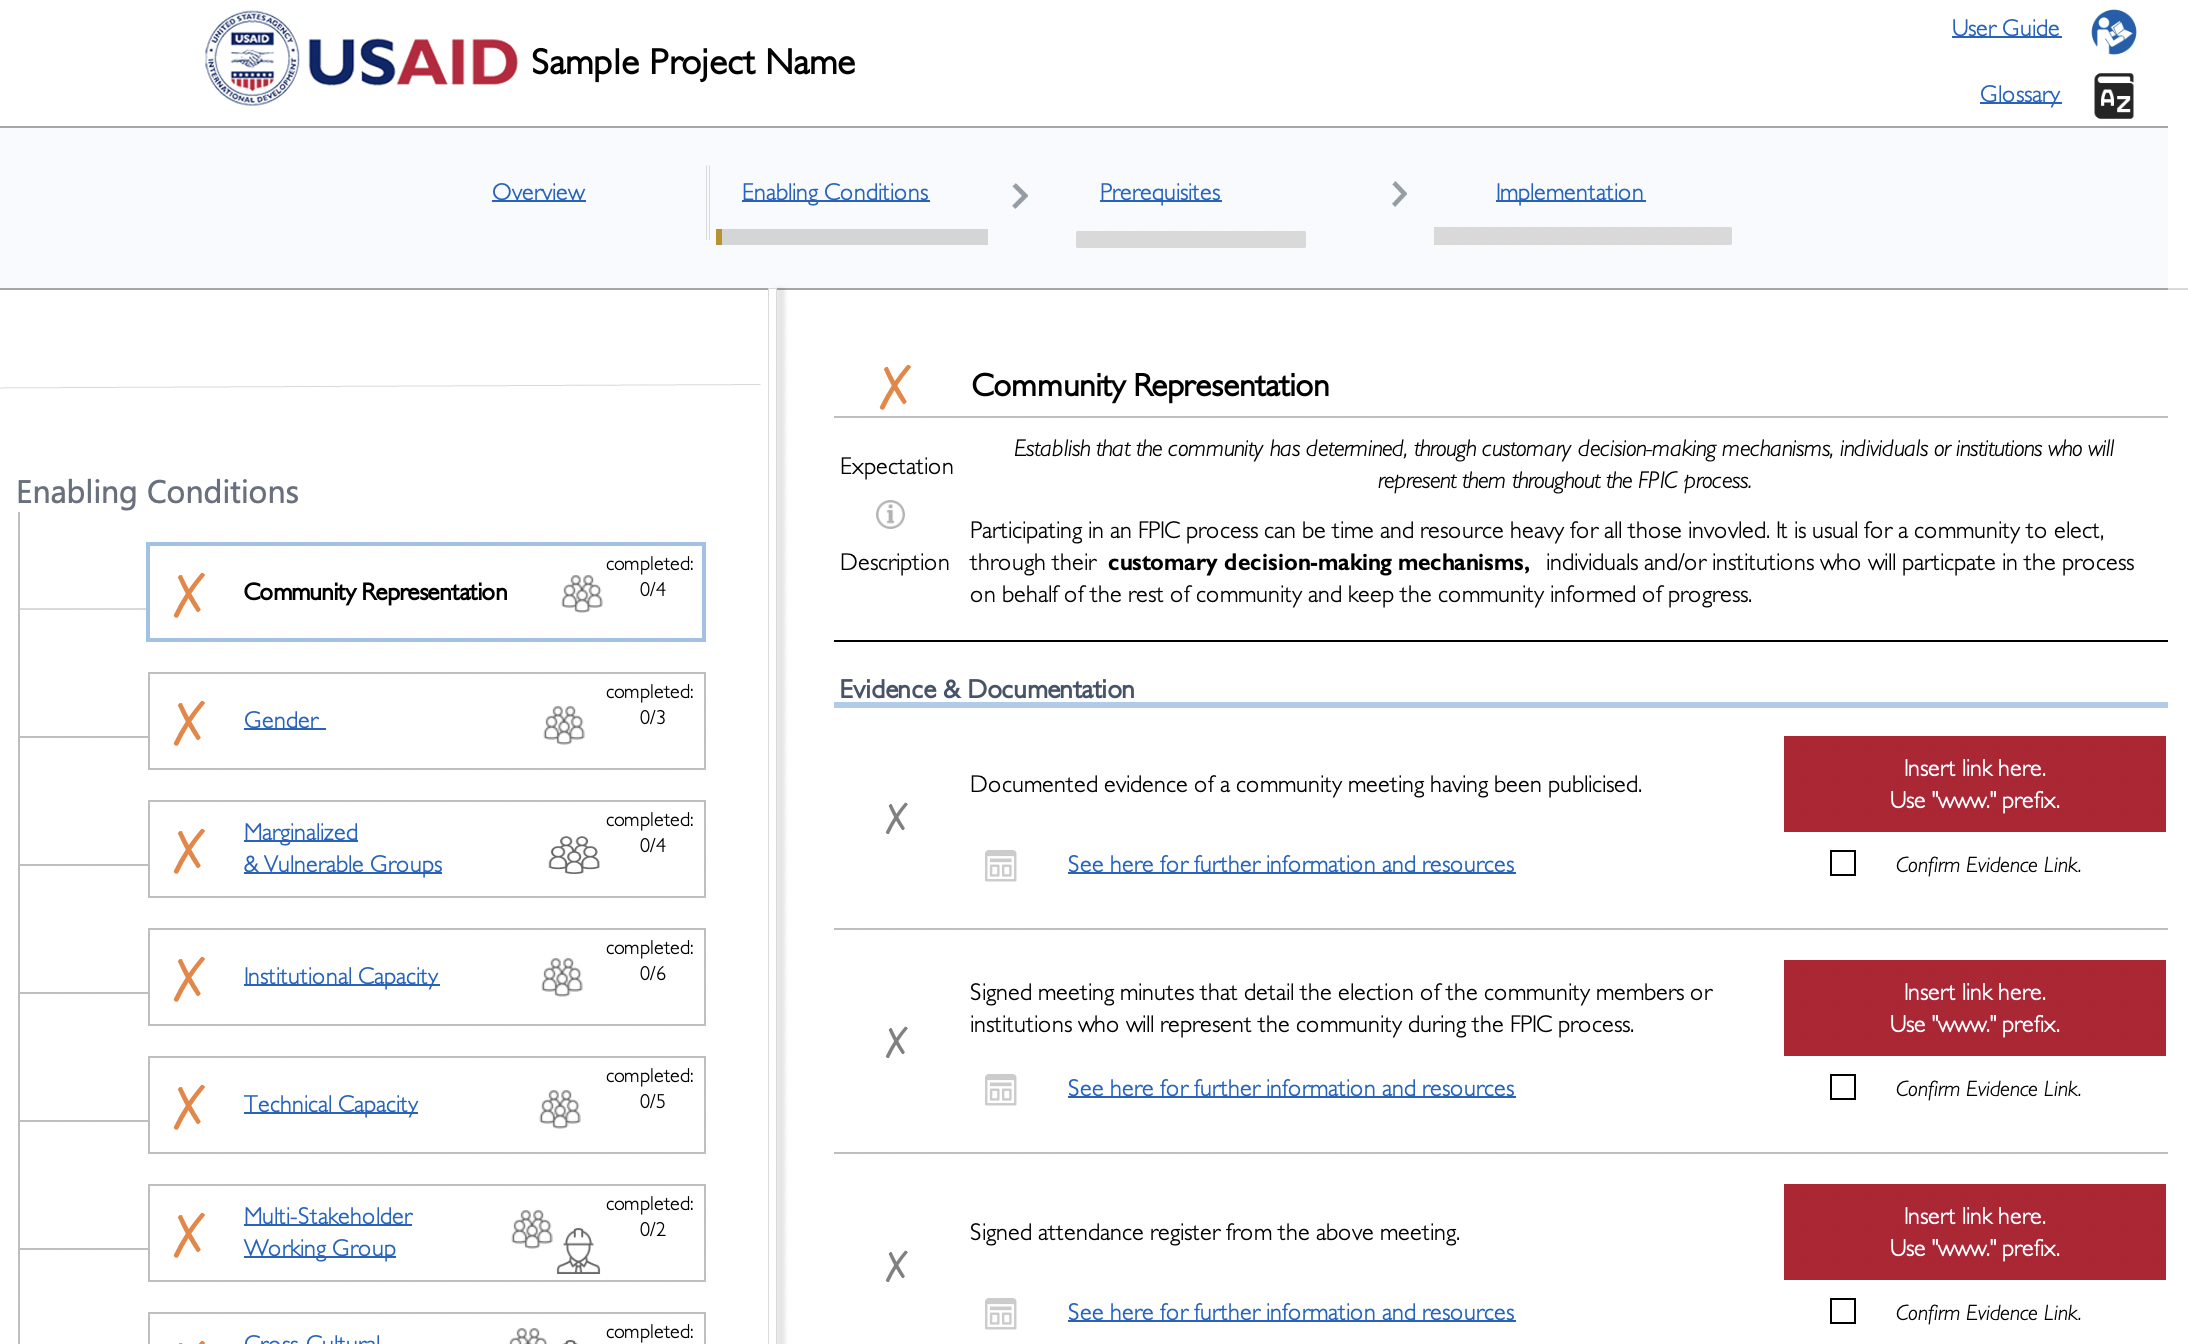 UNITED STATES AGENCY
USAID
INTERNATIONAL DEVELOPMENT
USAID
Sample Project Name
User Guide
Glossary
AZ
Overview
Enabling Conditions
Prerequisites
Implementation
Enabling Conditions
Community Representation
completed:
0/4
Gender
completed:
0/3
Marginalized
& Vulnerable Groups
completed:
0/4
Institutional Capacity
completed:
0/6
Technical Capacity
completed:
0/5
Multi-Stakeholder
Working Group
completed:
0/2
Cross-Cultural
completed:
Community Representation
Expectation
Establish that the community has determined, through customary decision-making mechanisms, individuals or institutions who will
represent them throughout the FPIC process.
Description
Participating in an FPIC process can be time and resource heavy for all those invovled. It is usual for a community to elect,
through their customary decision-making mechanisms, individuals and/or institutions who will particpate in the process
on behalf of the rest of community and keep the community informed of progress.
Evidence & Documentation
Documented evidence of a community meeting having been publicised.
Insert link here.
Use "www." prefix.
See here for further information and resources
Confirm Evidence Link.
Signed meeting minutes that detail the election of the community members or
institutions who will represent the community during the FPIC process.
Insert link here.
Use "www." prefix.
See here for further information and resources
Confirm Evidence Link.
Signed attendance register from the above meeting.
Insert link here.
Use "www." prefix.
See here for further information and resources
Confirm Evidence Link.